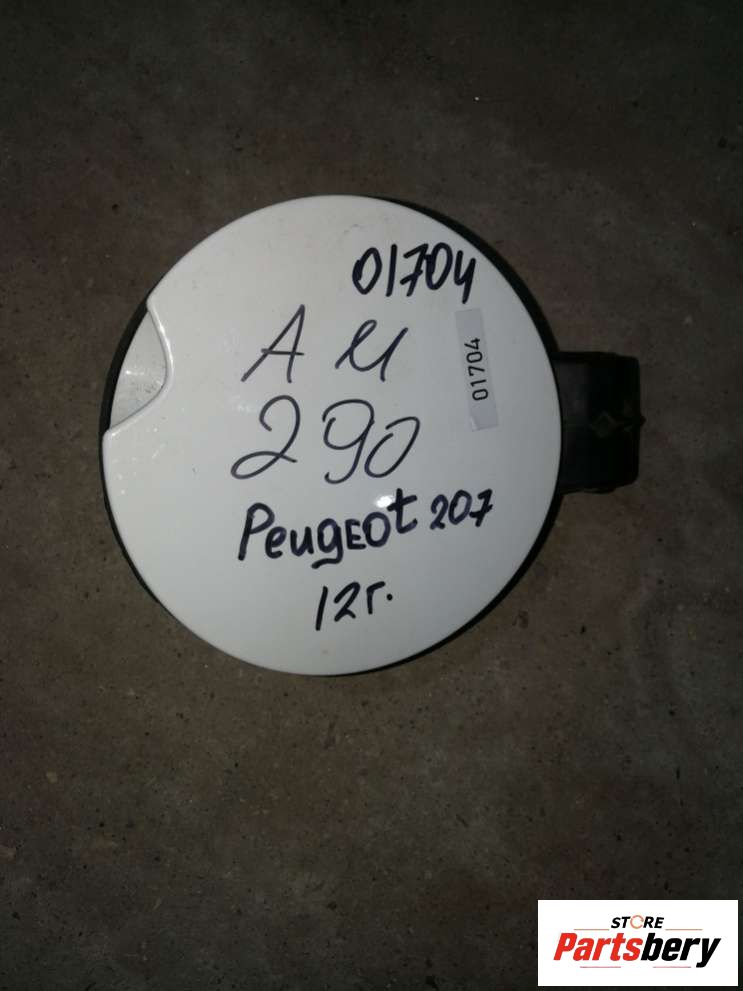 01704
А И
290
01704
Peugeot 207
12г.
STORE
Partsbery